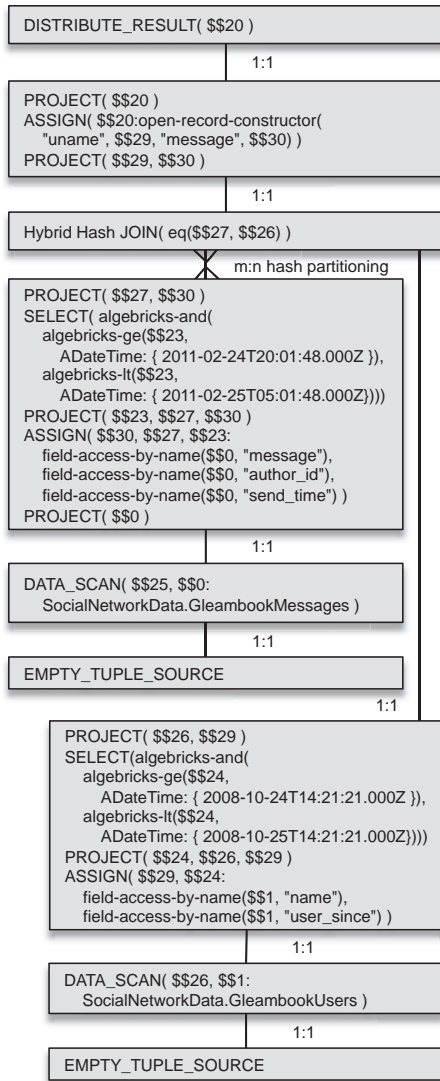 DISTRIBUTE_RESULT( $$20 )
1:1
PROJECT( $$20 )
ASSIGN( $$20:open-record-constructor(
"uname", $$29, "message", $$30) )
PROJECT( $$29, $$30 )
1:1
Hybrid Hash JOIN( eq($$27, $$26) )
m:n hash partitioning
PROJECT( $$27, $$30 )
SELECT( algebricks-and(
algebricks-ge($$23,
ADateTime: { 2011-02-24T20:01:48.000Z }),
algebricks-lt($$23,
ADateTime: { 2011-02-25T05:01:48.000Z})))
PROJECT( $$23, $$27, $$30 )
ASSIGN( $$30, $$27, $$23:
field-access-by-name($$0, "message"),
field-access-by-name($$0, "author_id"),
field-access-by-name($$0, "send_time") )
PROJECT( $$0 )
1:1
DATA_SCAN( $$25, $$0:
SocialNetworkData.GleambookMessages )
1:1
EMPTY_TUPLE_SOURCE
1:1
PROJECT( $$26, $$29 )
SELECT(algebricks-and(
algebricks-ge($$24,
ADateTime: { 2008-10-24T14:21:21.000Z }),
algebricks-lt($$24,
ADateTime: { 2008-10-25T14:21:21.000Z})))
PROJECT( $$24, $$26, $$29 )
ASSIGN( $$29, $$24:
field-access-by-name($$1, "name"),
field-access-by-name($$1, "user_since") )
1:1
DATA_SCAN( $$26, $$1:
SocialNetworkData.GleambookUsers )
1:1
EMPTY_TUPLE_SOURCE